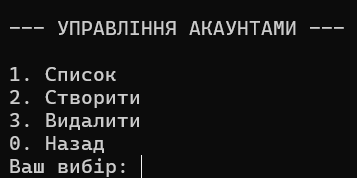 --- УПРАВЛІННЯ АКАУНТАМИ ---
1. Список
2. Створити
3. Видалити
0. Назад
Ваш вибір: